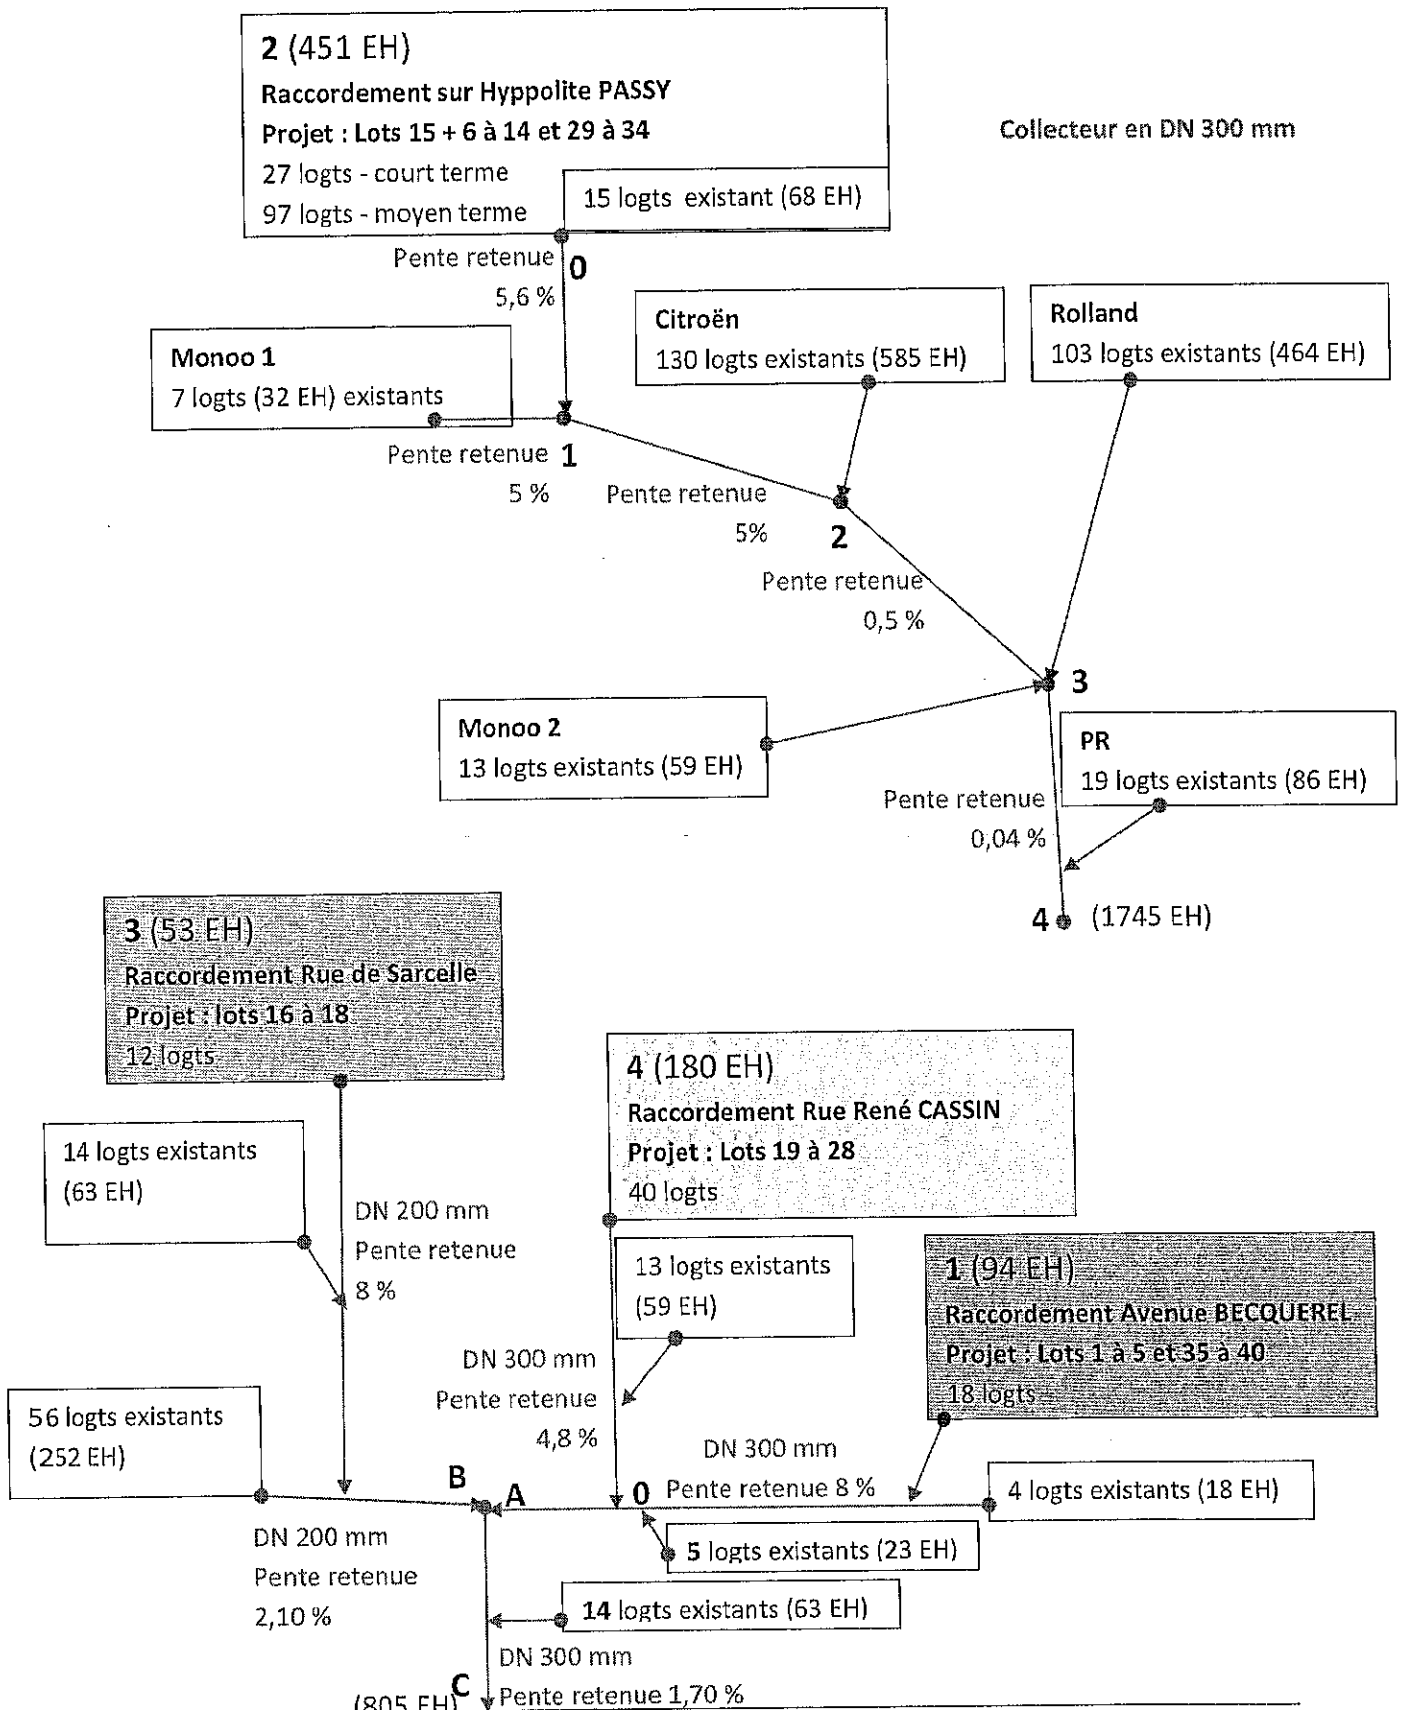 2 (451 EH)
Raccordement sur Hyppolite PASSY
Projet : Lots 15 + 6 à 14 et 29 à 34
27 logts - court terme
97 logts - moyen terme
15 logts existant (68 EH)
Collecteur en DN 300 mm
Pente retenue
5,6 %
0
Monoo 1
7 logts (32 EH) existants
Citroën
130 logts existants (585 EH)
Rolland
103 logts existants (464 EH)
Pente retenue
5 %
1
Pente retenue
5%
2
Pente retenue
0,5 %
3
Monoo 2
13 logts existants (59 EH)
PR
19 logts existants (86 EH)
Pente retenue
0,04 %
4 (1745 EH)
3 (53 EH)
Raccordement Rue de Sarcelle
Projet : lots 16 à 18
12 logts
4 (180 EH)
Raccordement Rue René CASSIN
Projet : Lots 19 à 28
40 logts
14 logts existants
(63 EH)
DN 200 mm
Pente retenue
8 %
13 logts existants
(59 EH)
1 (94 EH)
Raccordement Avenue BECQUEREL
Projet : Lots 1 à 5 et 35 à 40
18 logts
DN 300 mm
Pente retenue
4,8 %
56 logts existants
(252 EH)
DN 300 mm
Pente retenue 8 %
B
A
0
4 logts existants (18 EH)
5 logts existants (23 EH)
DN 200 mm
Pente retenue
2,10 %
14 logts existants (63 EH)
DN 300 mm
Pente retenue 1,70 %
C
(805 EH)